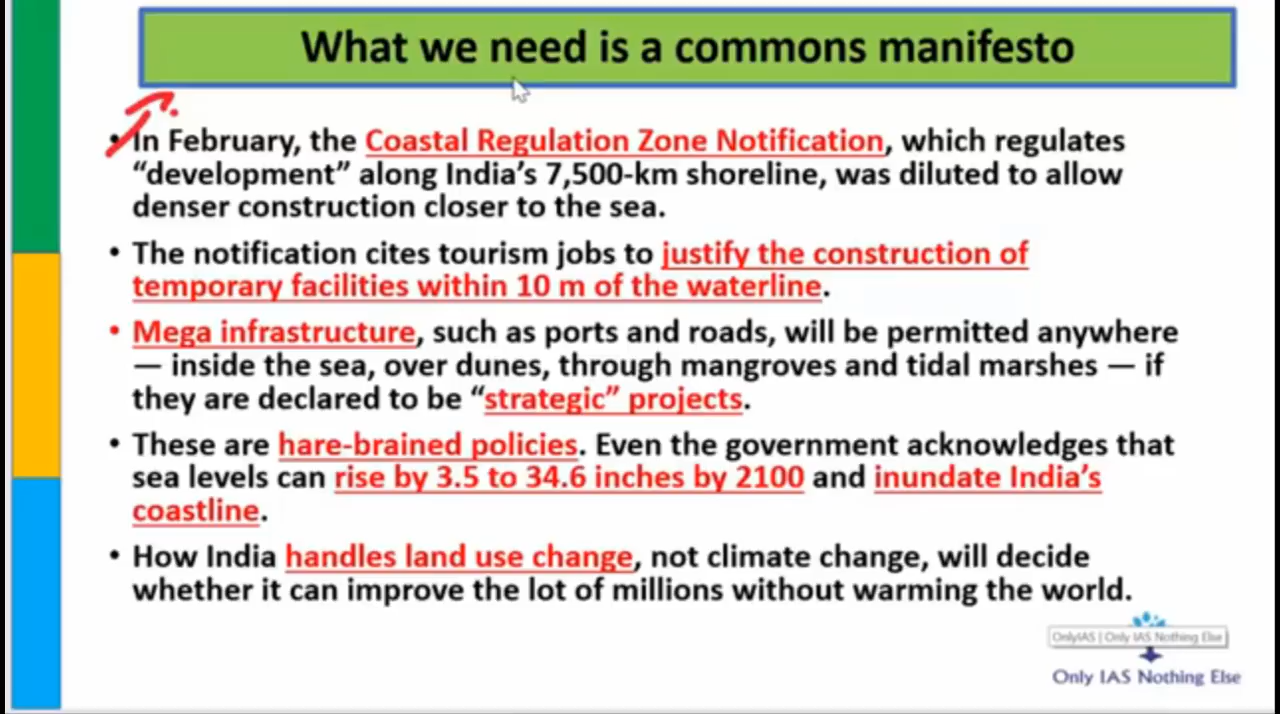 What we need is a commons manifesto
• In February, the Coastal Regulation Zone Notification, which regulates
“development” along India’s 7,500-km shoreline, was diluted to allow
denser construction closer to the sea.
• The notification cites tourism jobs to justify the construction of
temporary facilities within 10 m of the waterline.
• Mega infrastructure, such as ports and roads, will be permitted anywhere
— inside the sea, over dunes, through mangroves and tidal marshes — if
they are declared to be “strategic” projects.
• These are hare-brained policies. Even the government acknowledges that
sea levels can rise by 3.5 to 34.6 inches by 2100 and inundate India’s
coastline.
• How India handles land use change, not climate change, will decide
whether it can improve the lot of millions without warming the world.
OnlyIAS | Only IAS Nothing Else
Only IAS Nothing Else